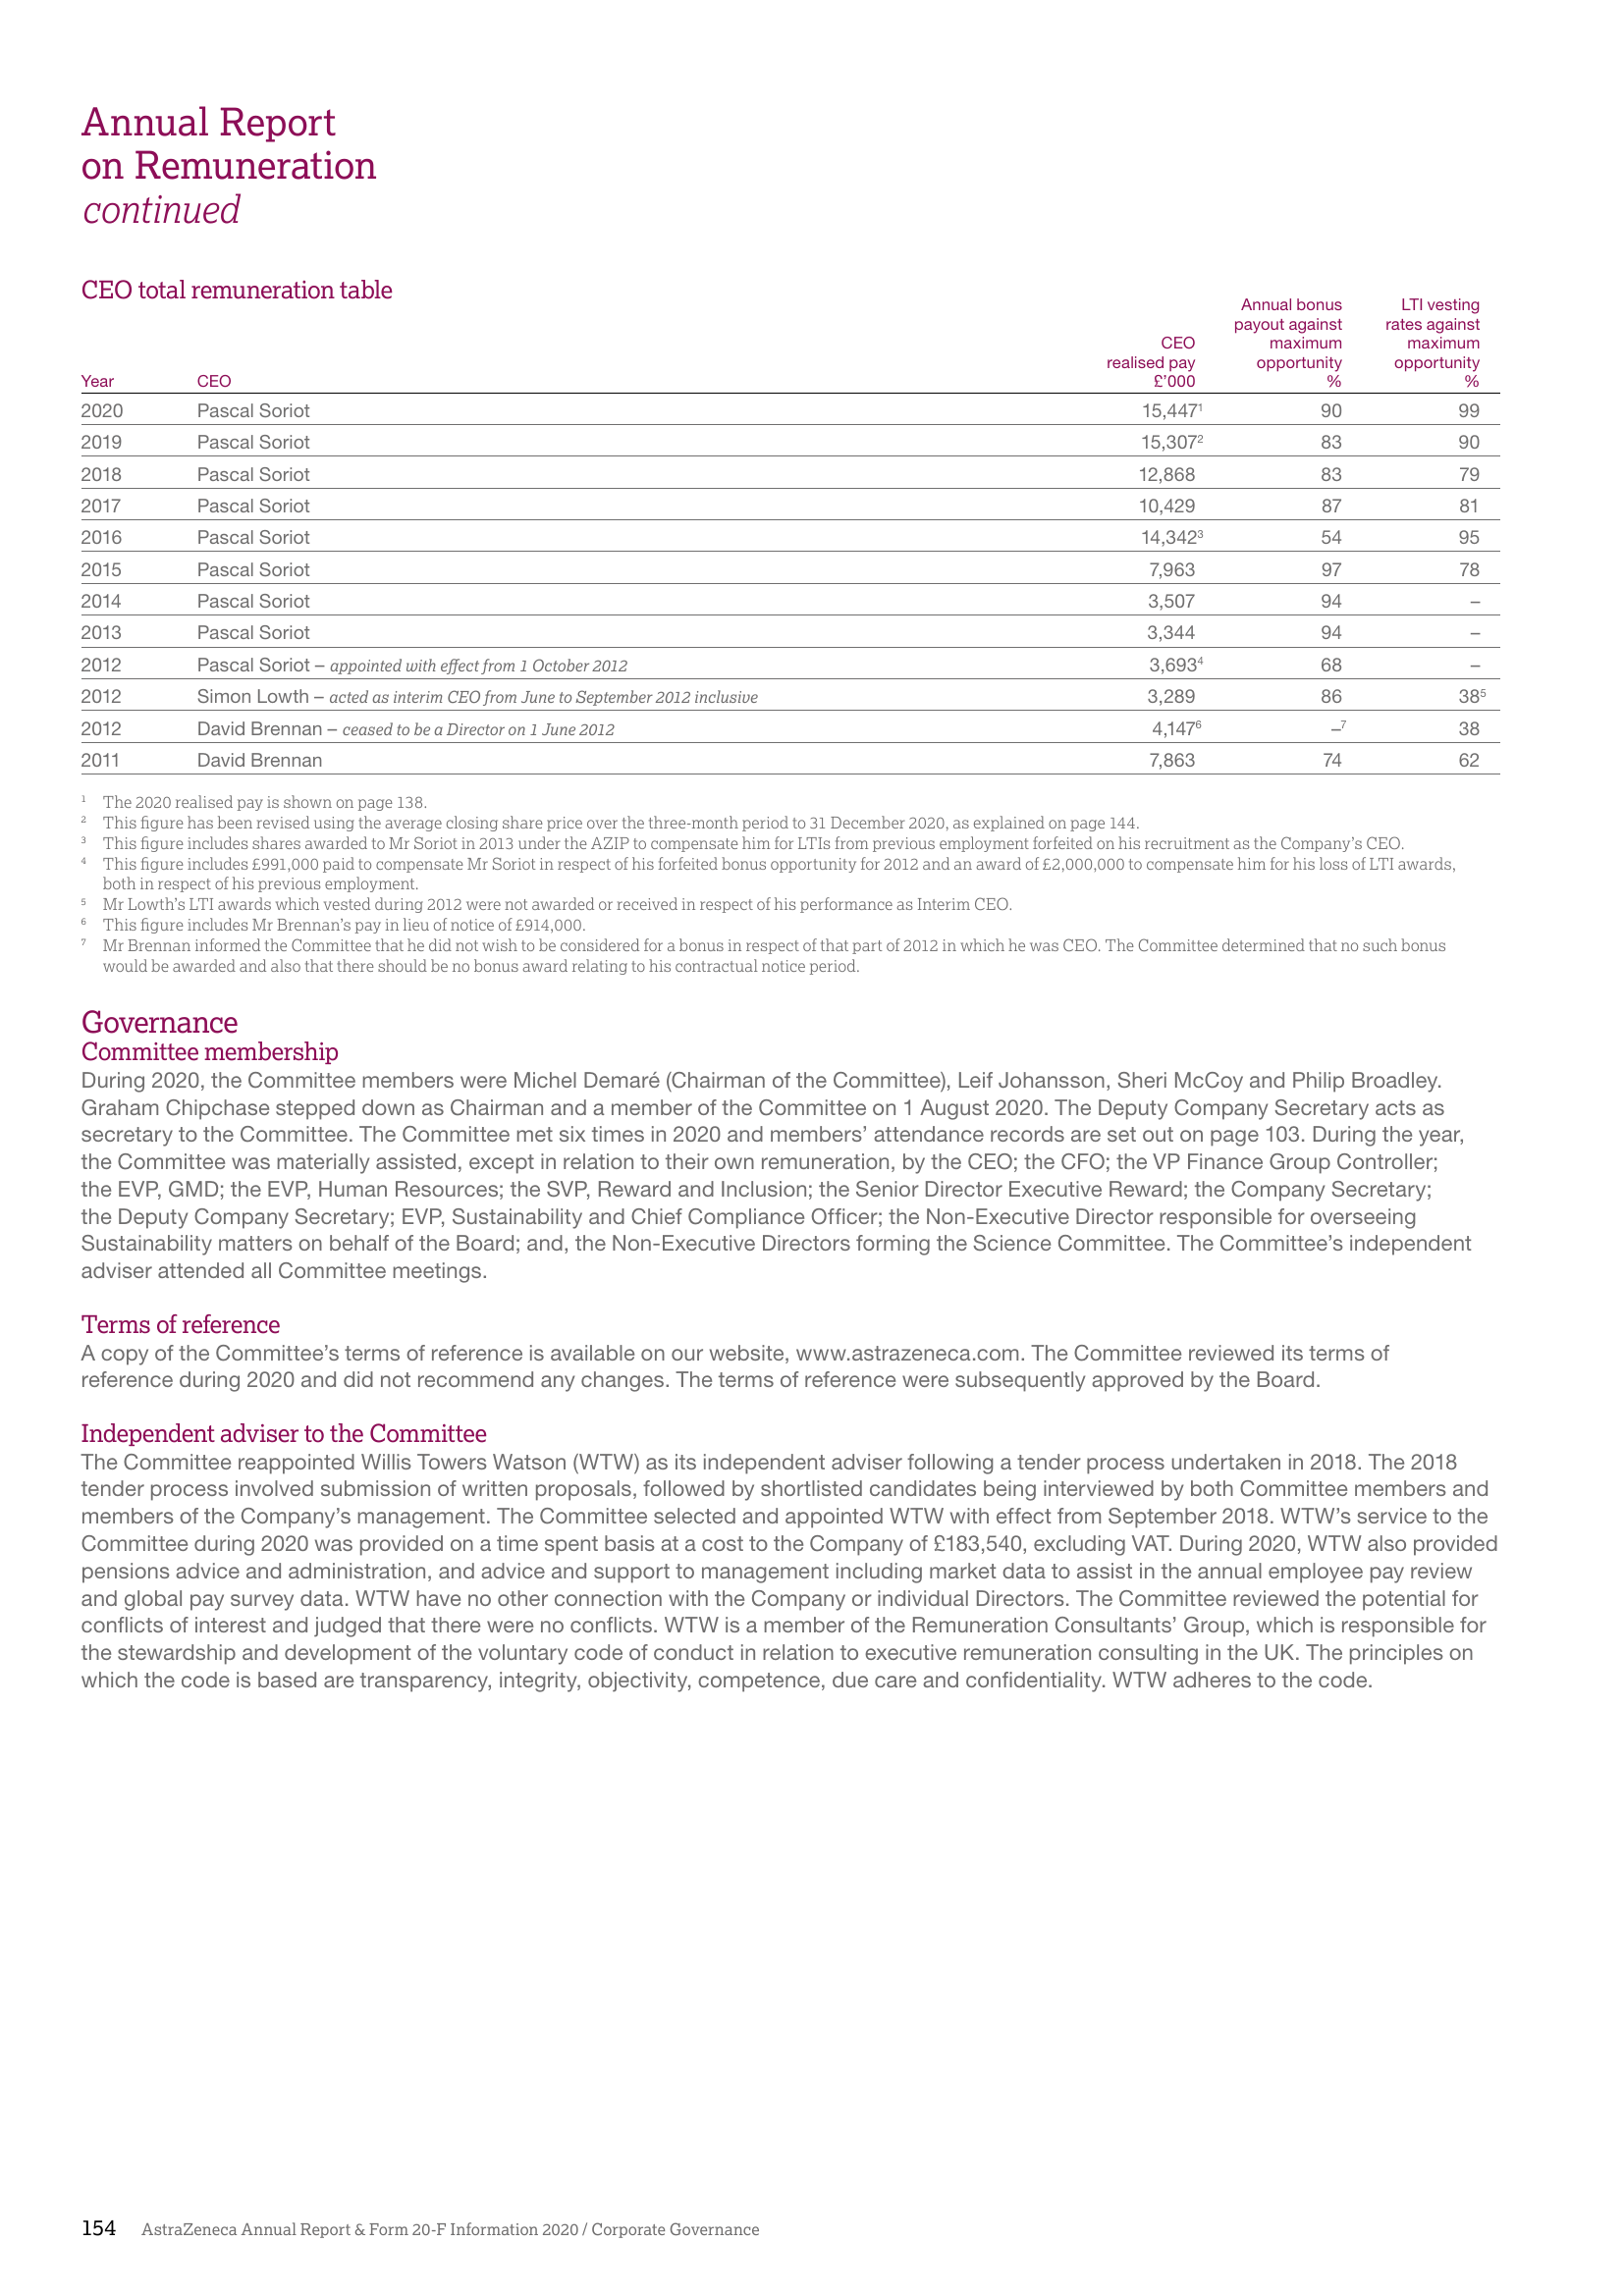 Annual Report
on Remuneration
continued
CEO total remuneration table
Year CEO CEO realised pay £’000 Annual bonus payout against maximum opportunity % LTI vesting rates against maximum opportunity %
2020 Pascal Soriot 15,447¹ 90 99
2019 Pascal Soriot 15,307² 83 90
2018 Pascal Soriot 12,868 83 79
2017 Pascal Soriot 10,429 87 81
2016 Pascal Soriot 14,342³ 54 95
2015 Pascal Soriot 7,963 97 78
2014 Pascal Soriot 3,507 94 –
2013 Pascal Soriot 3,344 94 –
2012 Pascal Soriot – appointed with effect from 1 October 2012 3,693⁴ 68 –
2012 Simon Lowth – acted as interim CEO from June to September 2012 inclusive 3,289 86 38⁵
2012 David Brennan – ceased to be a Director on 1 June 2012 4,147⁶ –⁷ 38
2011 David Brennan 7,863 74 62
¹ The 2020 realised pay is shown on page 138.
² This figure has been revised using the average closing share price over the three-month period to 31 December 2020, as explained on page 144.
³ This figure includes shares awarded to Mr Soriot in 2013 under the AZIP to compensate him for LTIs from previous employment forfeited on his recruitment as the Company’s CEO.
⁴ This figure includes £991,000 paid to compensate Mr Soriot in respect of his forfeited bonus opportunity for 2012 and an award of £2,000,000 to compensate him for his loss of LTI awards,
both in respect of his previous employment.
⁵ Mr Lowth’s LTI awards which vested during 2012 were not awarded or received in respect of his performance as Interim CEO.
⁶ This figure includes Mr Brennan’s pay in lieu of notice of £914,000.
⁷ Mr Brennan informed the Committee that he did not wish to be considered for a bonus in respect of that part of 2012 in which he was CEO. The Committee determined that no such bonus
would be awarded and also that there should be no bonus award relating to his contractual notice period.
Governance
Committee membership
During 2020, the Committee members were Michel Demaré (Chairman of the Committee), Leif Johansson, Sheri McCoy and Philip Broadley.
Graham Chipchase stepped down as Chairman and a member of the Committee on 1 August 2020. The Deputy Company Secretary acts as
secretary to the Committee. The Committee met six times in 2020 and members’ attendance records are set out on page 103. During the year,
the Committee was materially assisted, except in relation to their own remuneration, by the CEO; the CFO; the VP Finance Group Controller;
the EVP, GMD; the EVP, Human Resources; the SVP, Reward and Inclusion; the Senior Director Executive Reward; the Company Secretary;
the Deputy Company Secretary; EVP, Sustainability and Chief Compliance Officer; the Non-Executive Director responsible for overseeing
Sustainability matters on behalf of the Board; and, the Non-Executive Directors forming the Science Committee. The Committee’s independent
adviser attended all Committee meetings.
Terms of reference
A copy of the Committee’s terms of reference is available on our website, www.astrazeneca.com. The Committee reviewed its terms of
reference during 2020 and did not recommend any changes. The terms of reference were subsequently approved by the Board.
Independent adviser to the Committee
The Committee reappointed Willis Towers Watson (WTW) as its independent adviser following a tender process undertaken in 2018. The 2018
tender process involved submission of written proposals, followed by shortlisted candidates being interviewed by both Committee members and
members of the Company’s management. The Committee selected and appointed WTW with effect from September 2018. WTW’s service to the
Committee during 2020 was provided on a time spent basis at a cost to the Company of £183,540, excluding VAT. During 2020, WTW also provided
pensions advice and administration, and advice and support to management including market data to assist in the annual employee pay review
and global pay survey data. WTW have no other connection with the Company or individual Directors. The Committee reviewed the potential for
conflicts of interest and judged that there were no conflicts. WTW is a member of the Remuneration Consultants’ Group, which is responsible for
the stewardship and development of the voluntary code of conduct in relation to executive remuneration consulting in the UK. The principles on
which the code is based are transparency, integrity, objectivity, competence, due care and confidentiality. WTW adheres to the code.
154 AstraZeneca Annual Report & Form 20-F Information 2020 / Corporate Governance